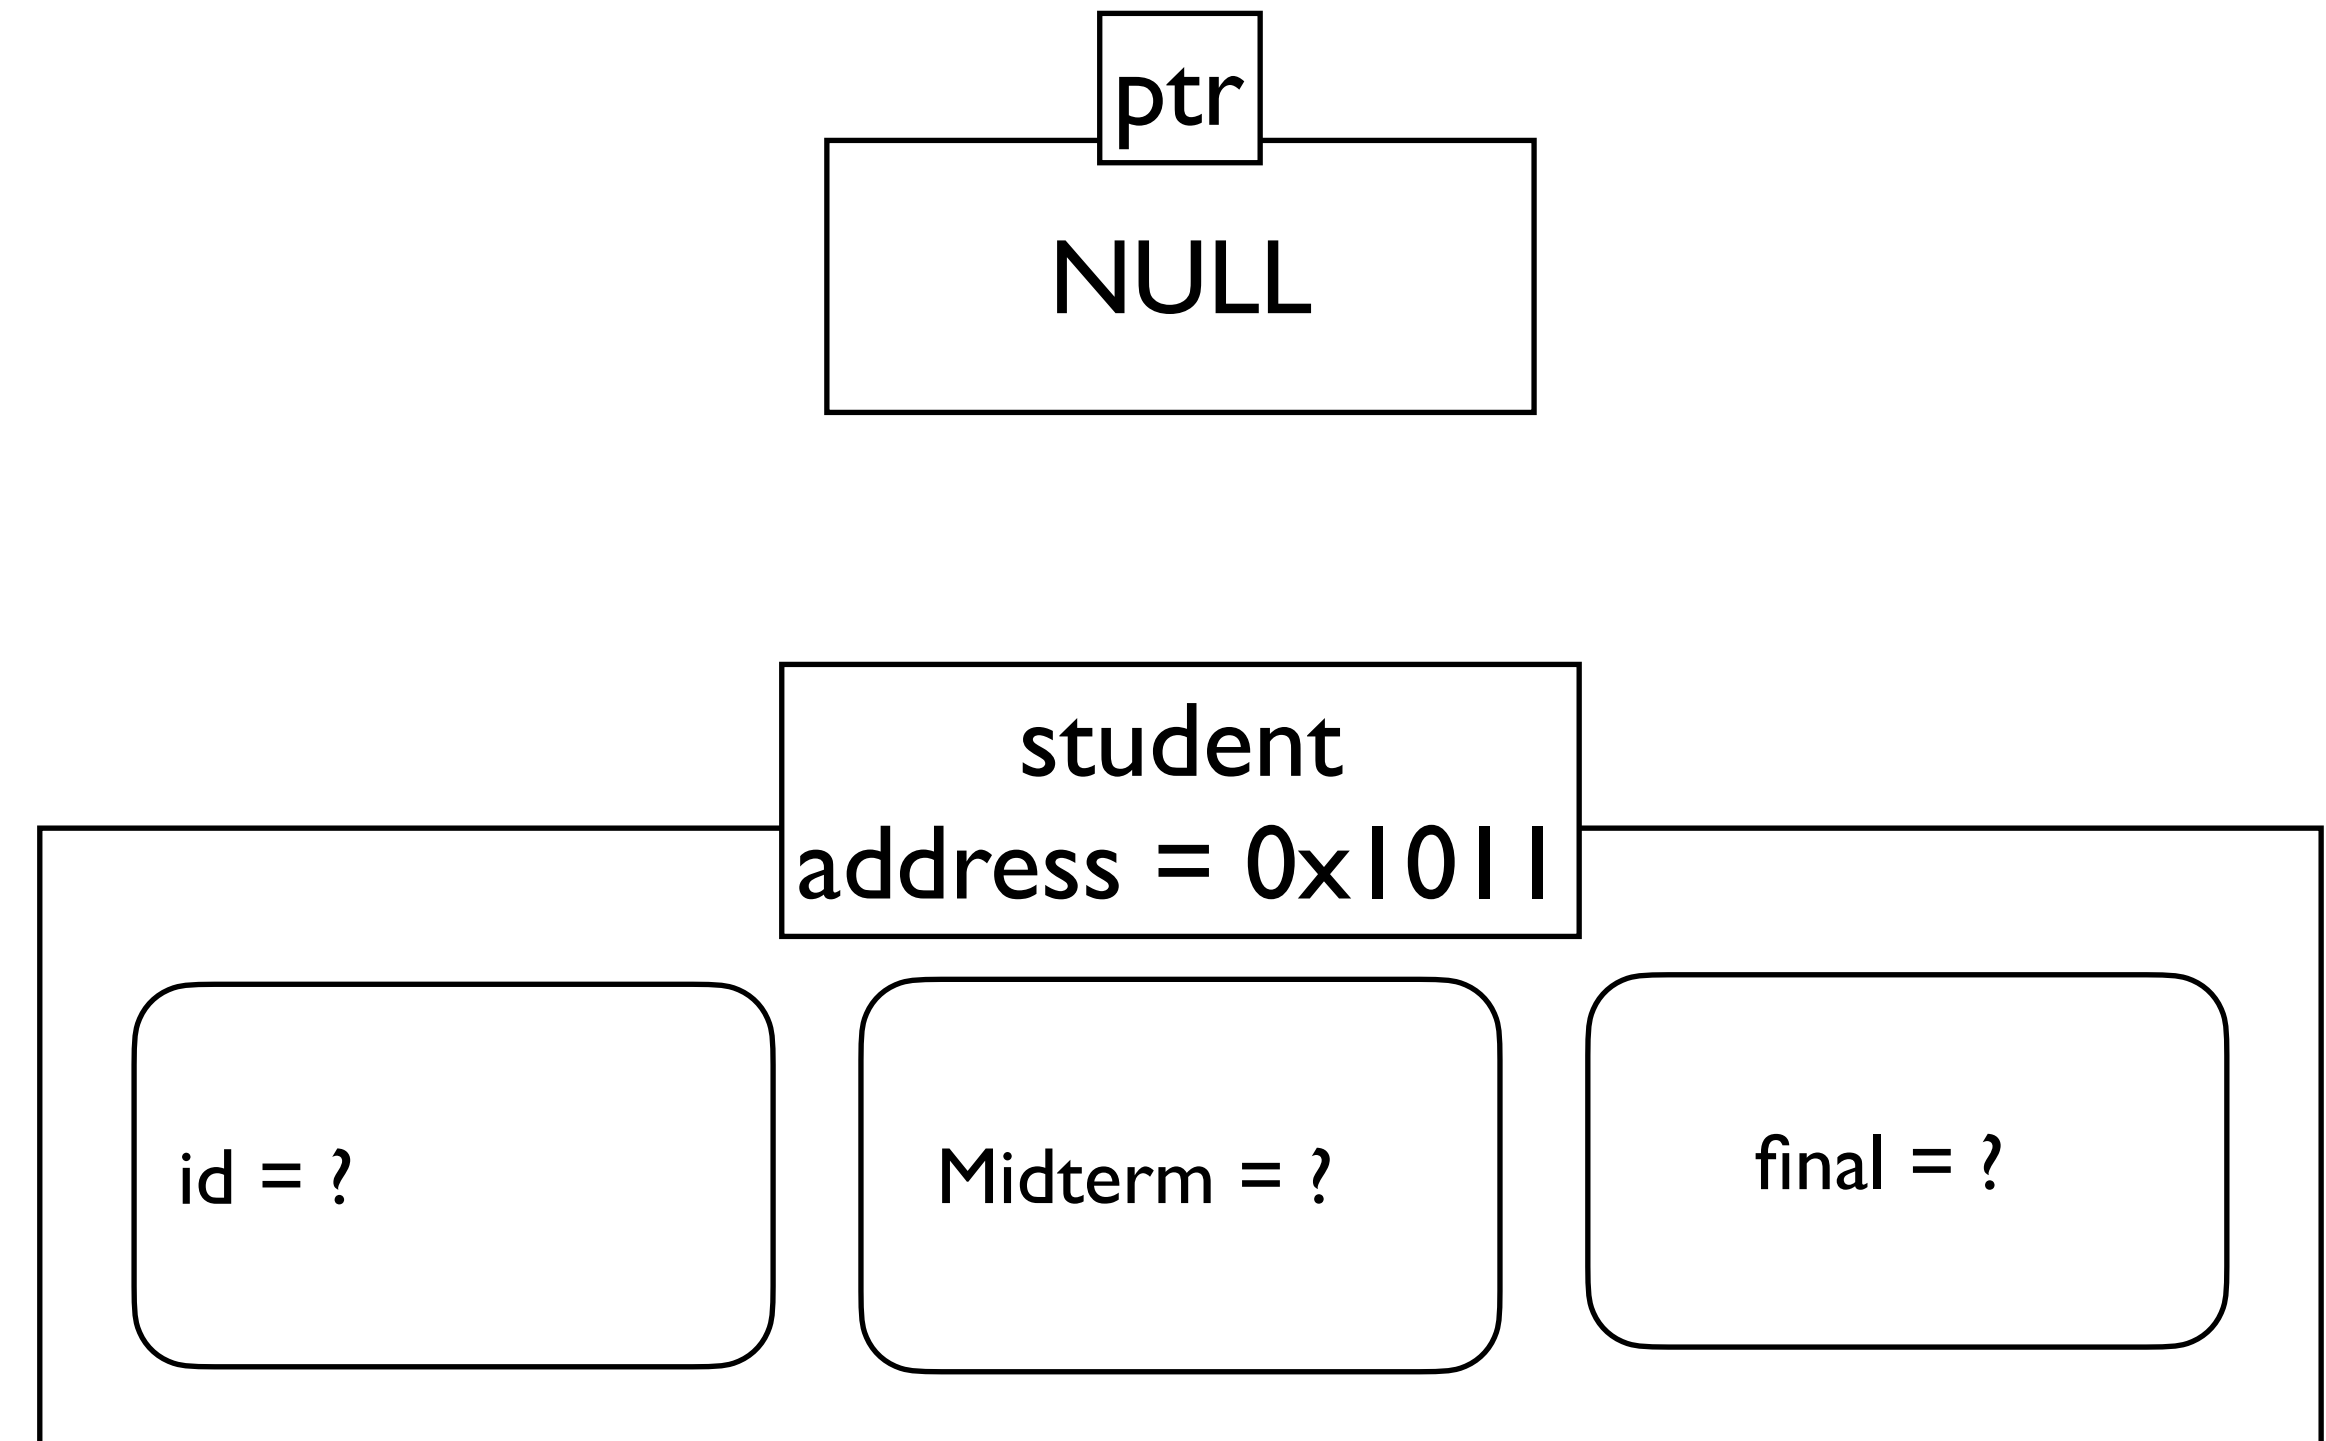 ptr
NULL
student
address = 0x1011
id = ?
Midterm = ?
final = ?